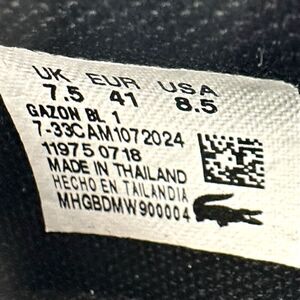 UK EUR USA
7.5 41 8.5
GAZON BL 1
7-33CAM1072024
11975 0718
MADE IN THAILAND
HECHO EN TAILANDIA
MHGBDMW900004